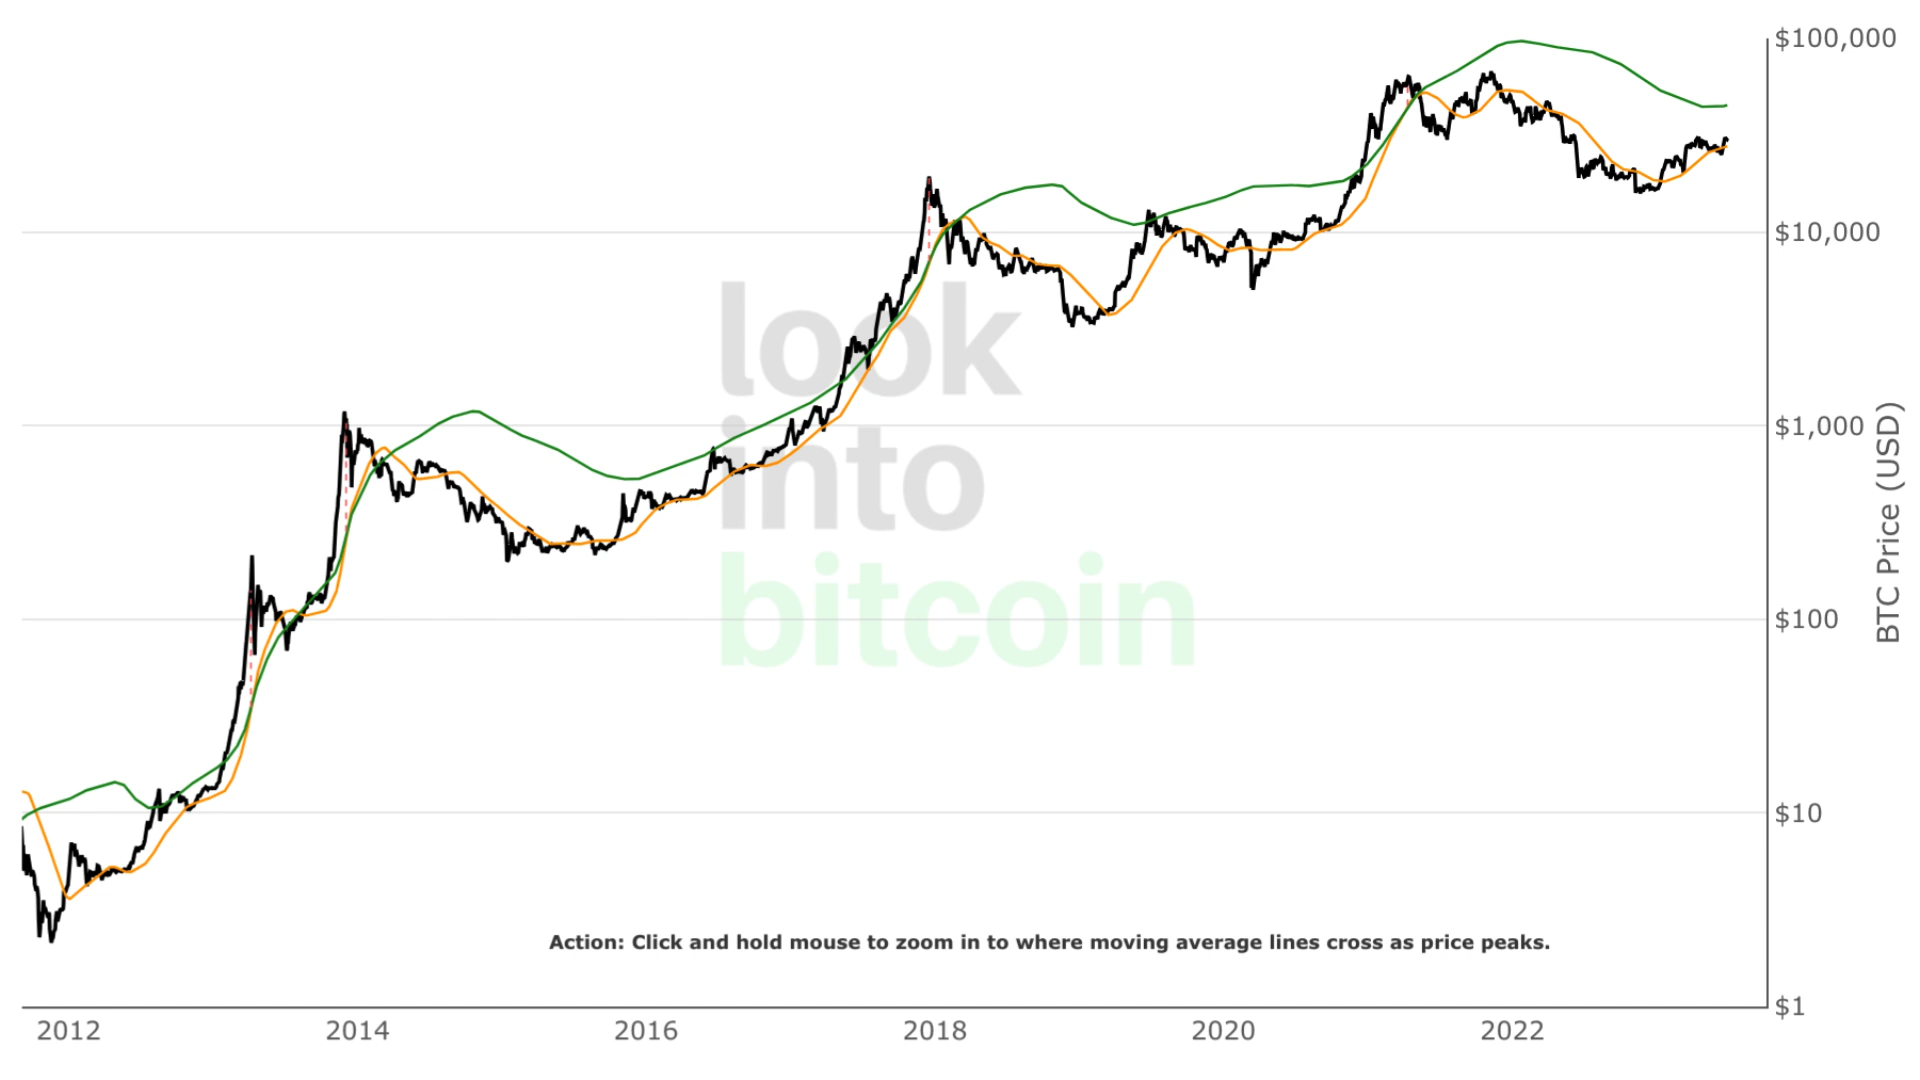 $100,000
$10,000
$1,000
$100
$10
$1
BTC Price (USD)
look
into
bitcoin
Action: Click and hold mouse to zoom in to where moving average lines cross as price peaks.
2012 2014 2016 2018 2020 2022